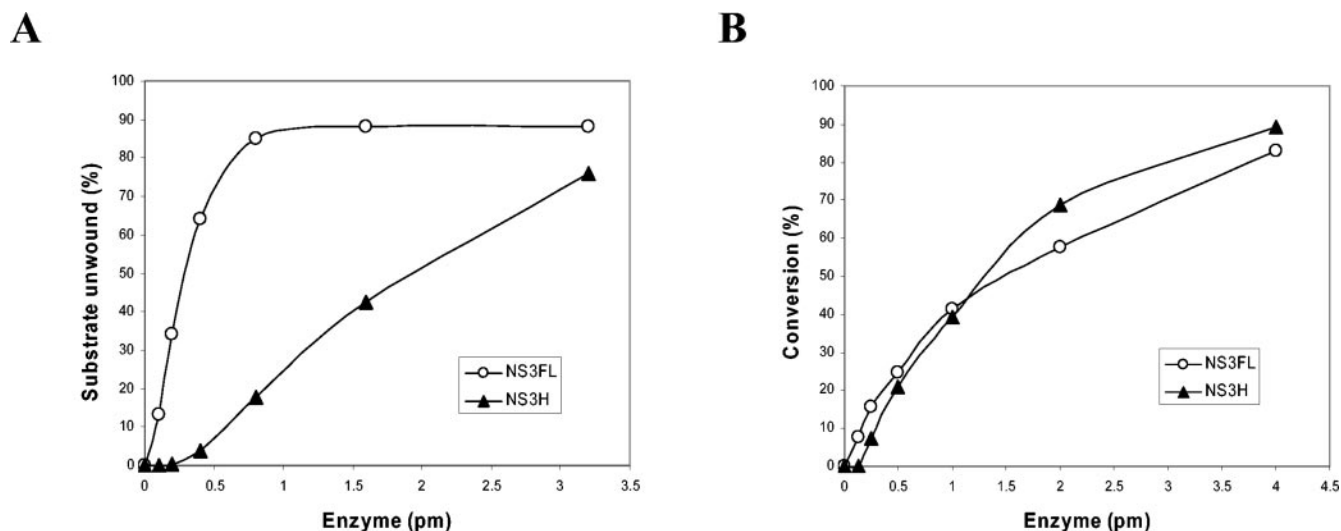 A
Substrate unwound (%)
100
90
80
70
60
50
40
30
20
10
0
0 0.5 1 1.5 2 2.5 3 3.5
Enzyme (pm)
NS3FL
NS3H
B
Conversion (%)
100
90
80
70
60
50
40
30
20
10
0
0 0.5 1 1.5 2 2.5 3 3.5 4 4.5
Enzyme (pm)
NS3FL
NS3H